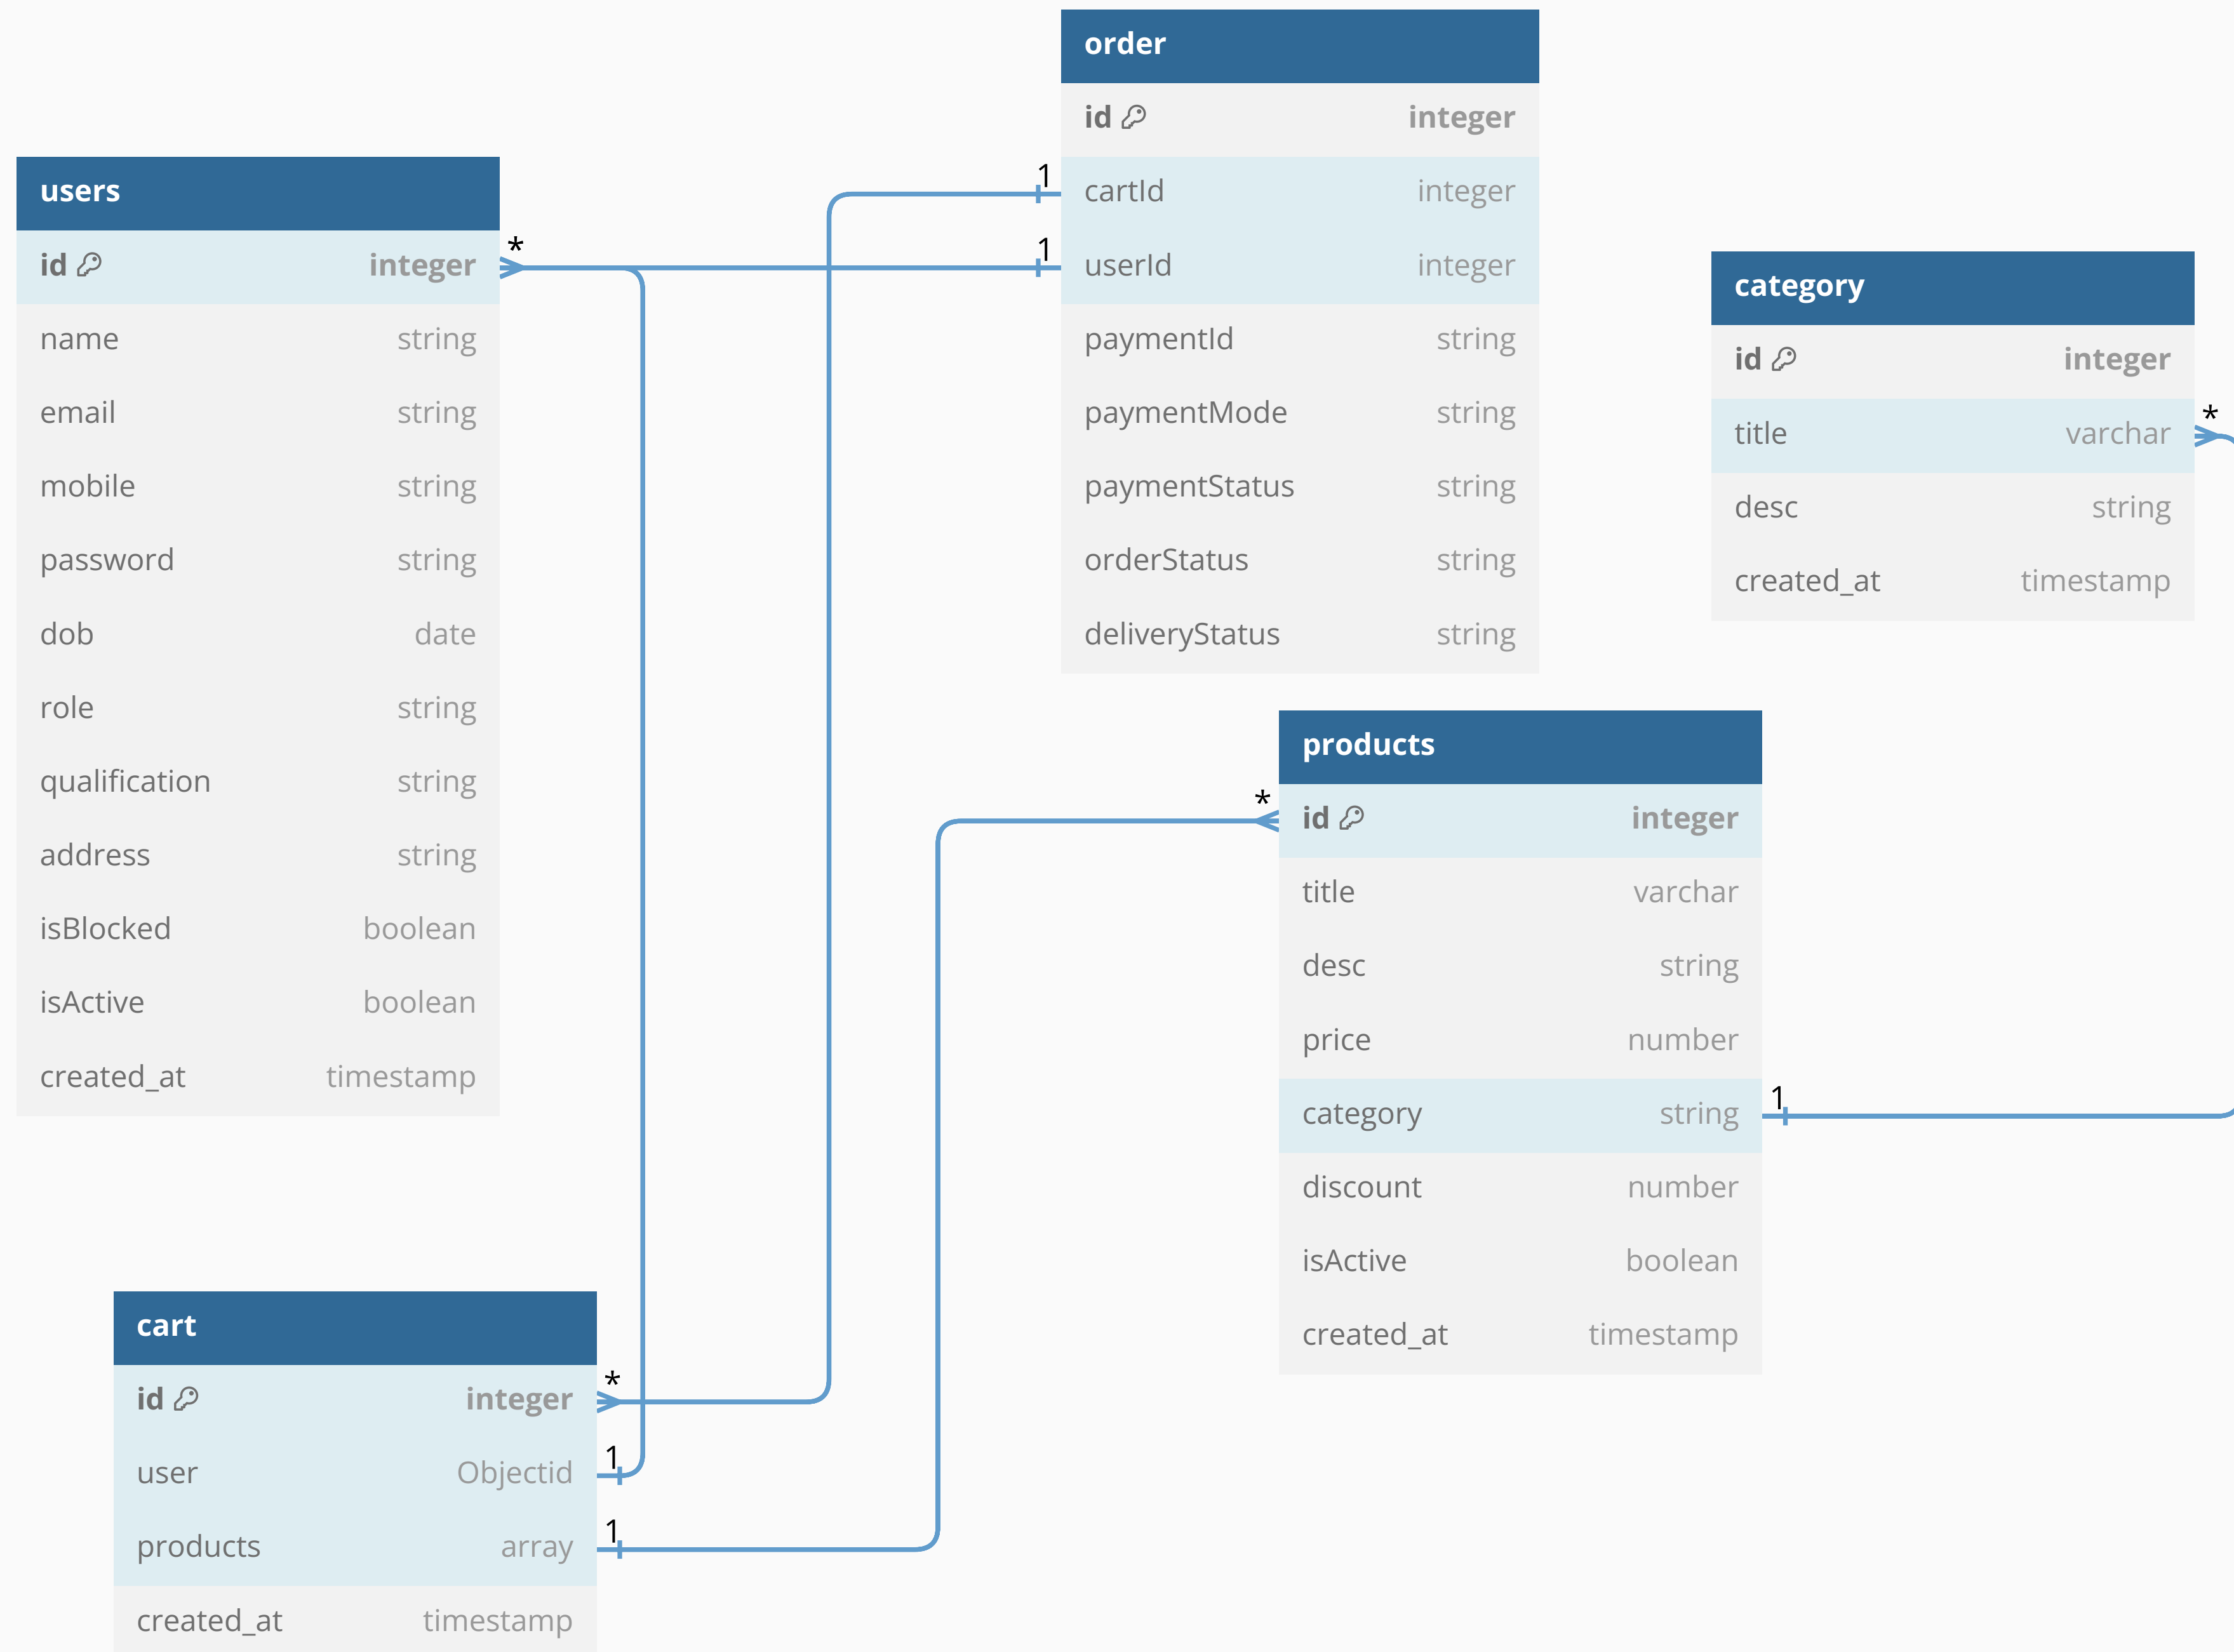 order
id integer
cartId integer
userId integer
paymentId string
paymentMode string
paymentStatus string
orderStatus string
deliveryStatus string
1
1
users
id integer
name string
email string
mobile string
password string
dob date
role string
qualification string
address string
isBlocked boolean
isActive boolean
created_at timestamp
*
category
id integer
title varchar
desc string
created_at timestamp
*
products
id integer
title varchar
desc string
price number
category string
discount number
isActive boolean
created_at timestamp
*
1
cart
id integer
user Objectid
products array
created_at timestamp
*
1
1